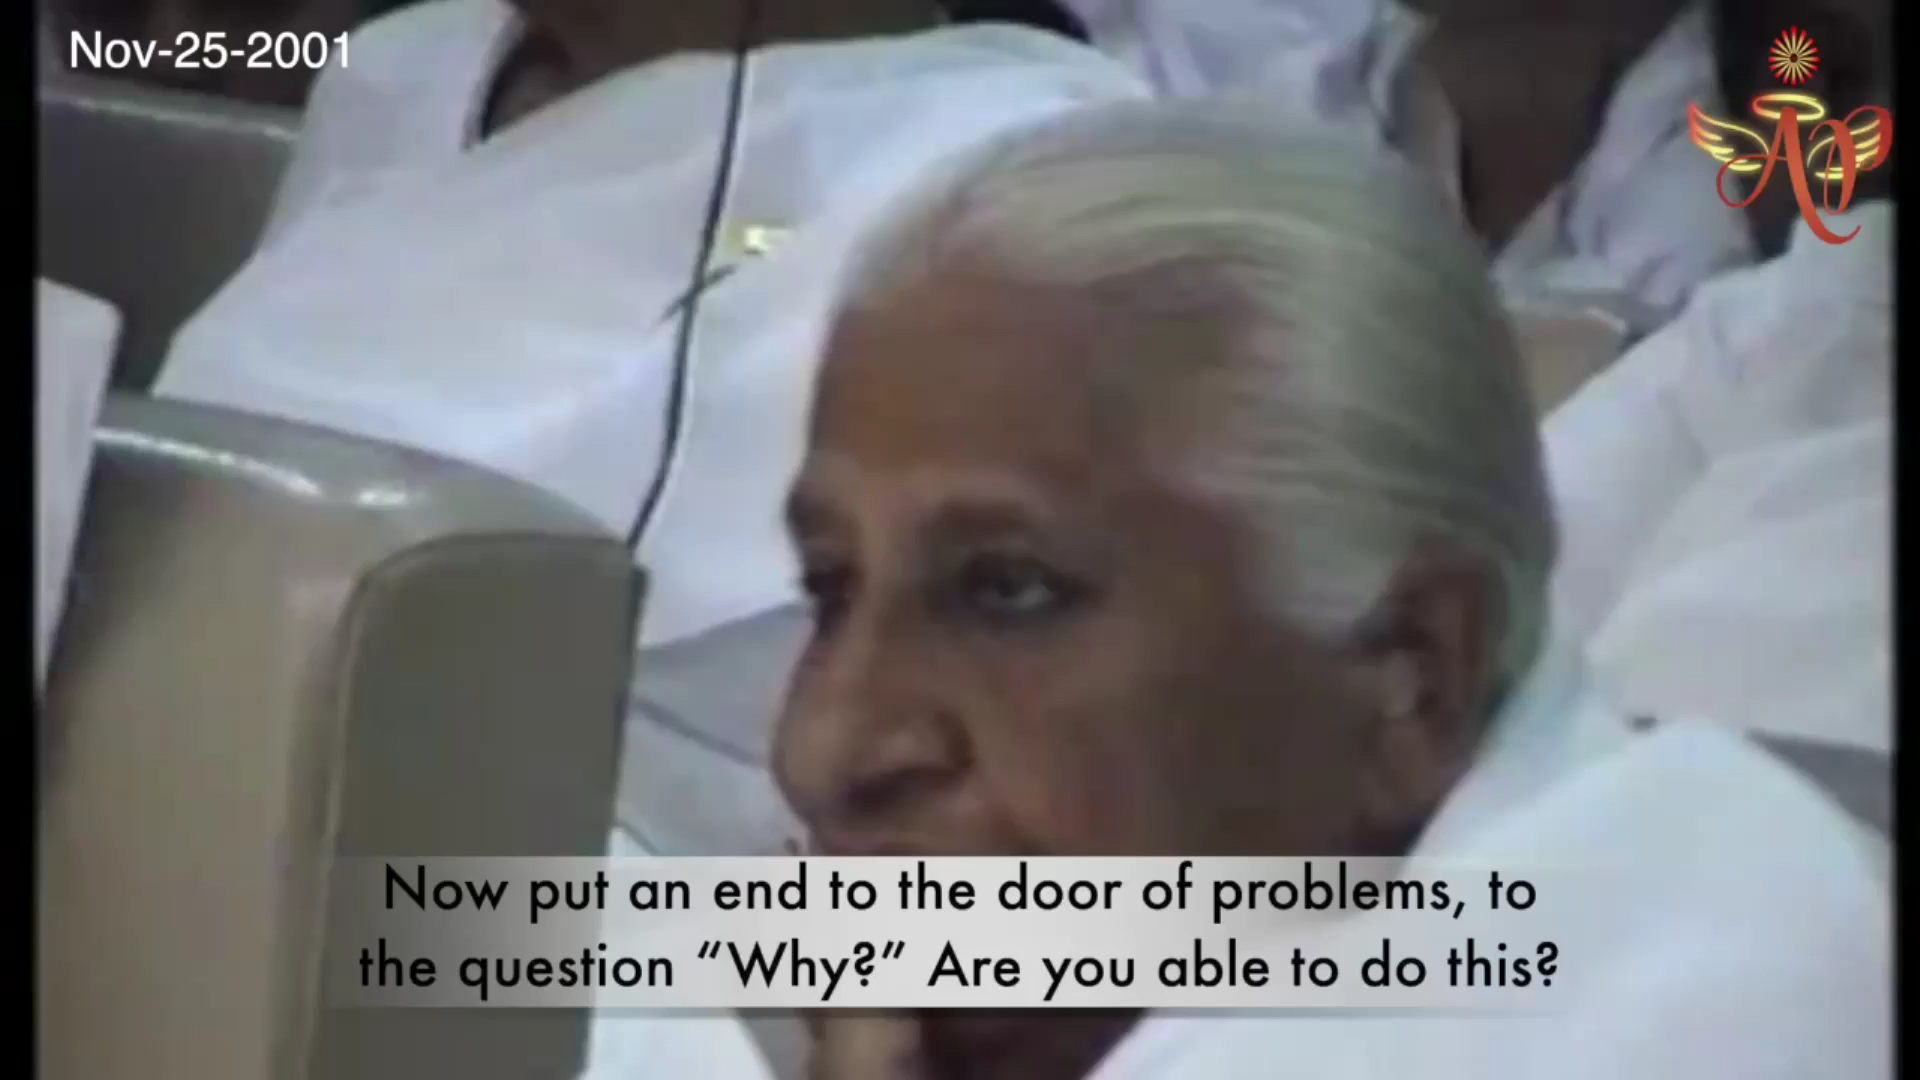 Nov-25-2001
AP
Now put an end to the door of problems, to
the question “Why?” Are you able to do this?